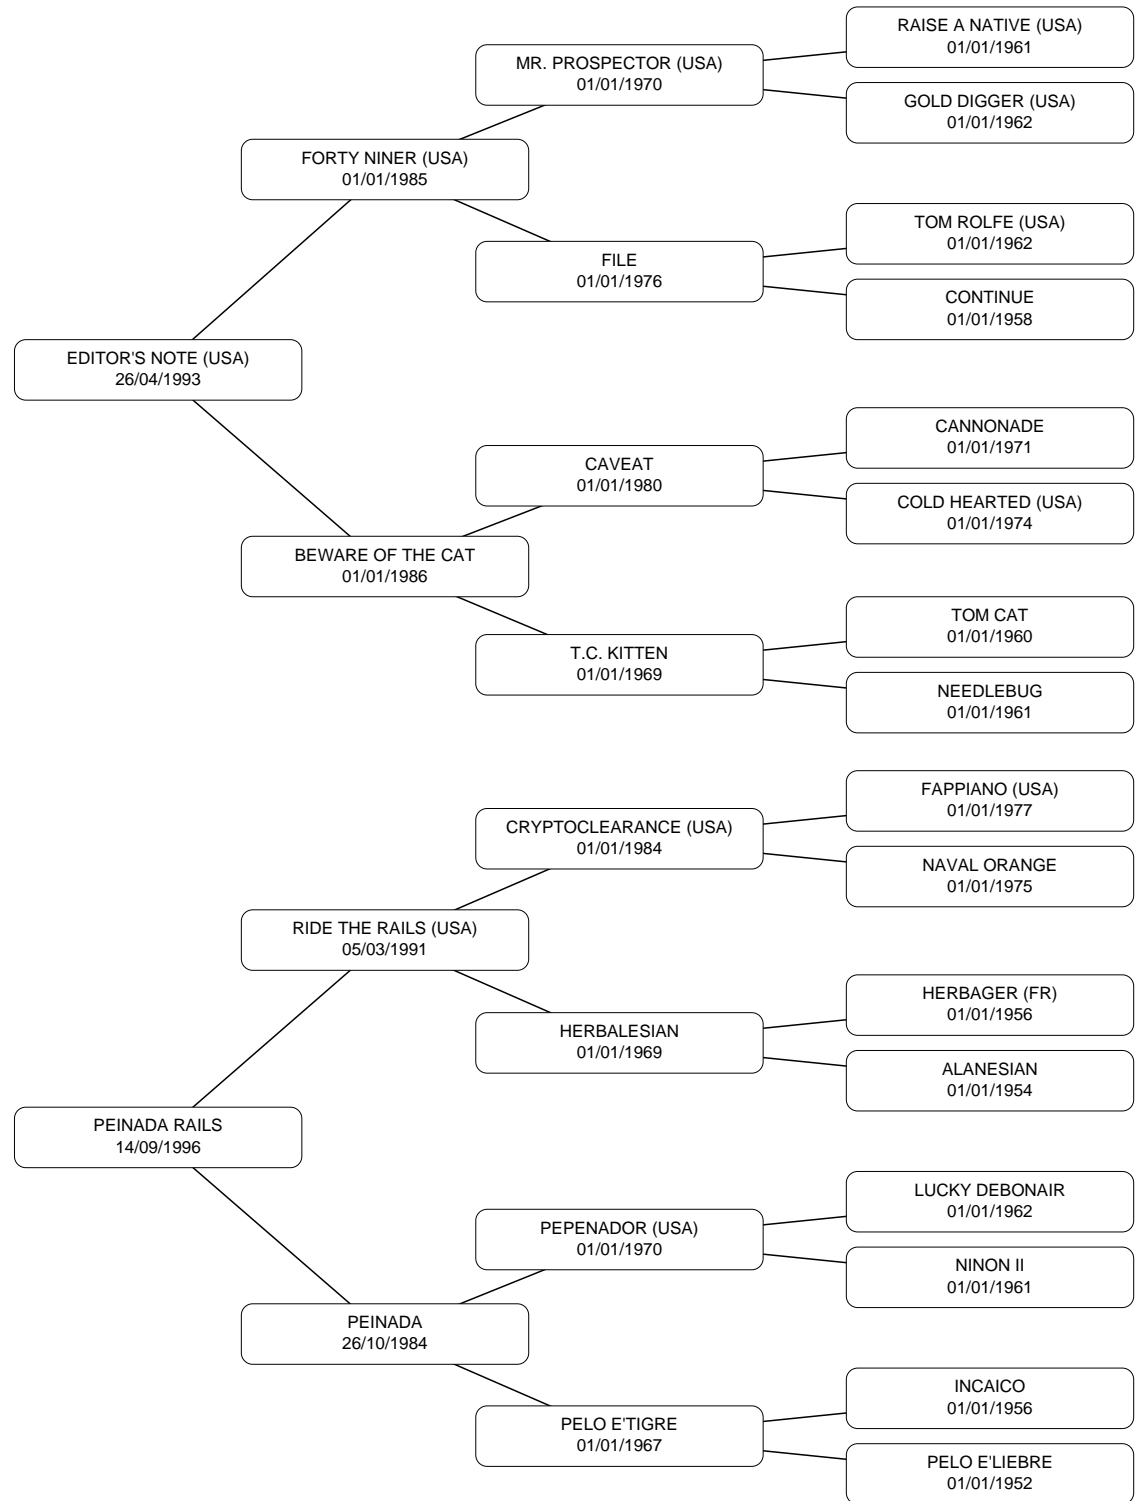 RAISE A NATIVE (USA)
01/01/1961
MR. PROSPECTOR (USA)
01/01/1970
GOLD DIGGER (USA)
01/01/1962
FORTY NINER (USA)
01/01/1985
TOM ROLFE (USA)
01/01/1962
FILE
01/01/1976
CONTINUE
01/01/1958
EDITOR'S NOTE (USA)
26/04/1993
CANNONADE
01/01/1971
CAVEAT
01/01/1980
COLD HEARTED (USA)
01/01/1974
BEWARE OF THE CAT
01/01/1986
TOM CAT
01/01/1960
T.C. KITTEN
01/01/1969
NEEDLEBUG
01/01/1961
FAPPIANO (USA)
01/01/1977
CRYPTOCLEARANCE (USA)
01/01/1984
NAVAL ORANGE
01/01/1975
RIDE THE RAILS (USA)
05/03/1991
HERBAGER (FR)
01/01/1956
HERBALESIAN
01/01/1969
ALANESIAN
01/01/1954
PEINADA RAILS
14/09/1996
LUCKY DEBONAIR
01/01/1962
PEPENADOR (USA)
01/01/1970
NINON II
01/01/1961
PEINADA
26/10/1984
INCAICO
01/01/1956
PELO E'TIGRE
01/01/1967
PELO E'LIEBRE
01/01/1952